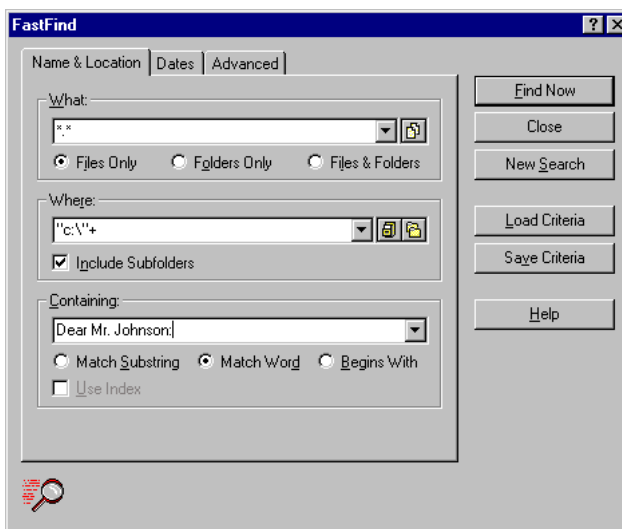 FastFind
Name & Location Dates Advanced
What:
*.*
Files Only Folders Only Files & Folders
Where:
"c:\"+
Include Subfolders
Containing:
Dear Mr. Johnson:
Match Substring Match Word Begins With
Use Index
Find Now
Close
New Search
Load Criteria
Save Criteria
Help